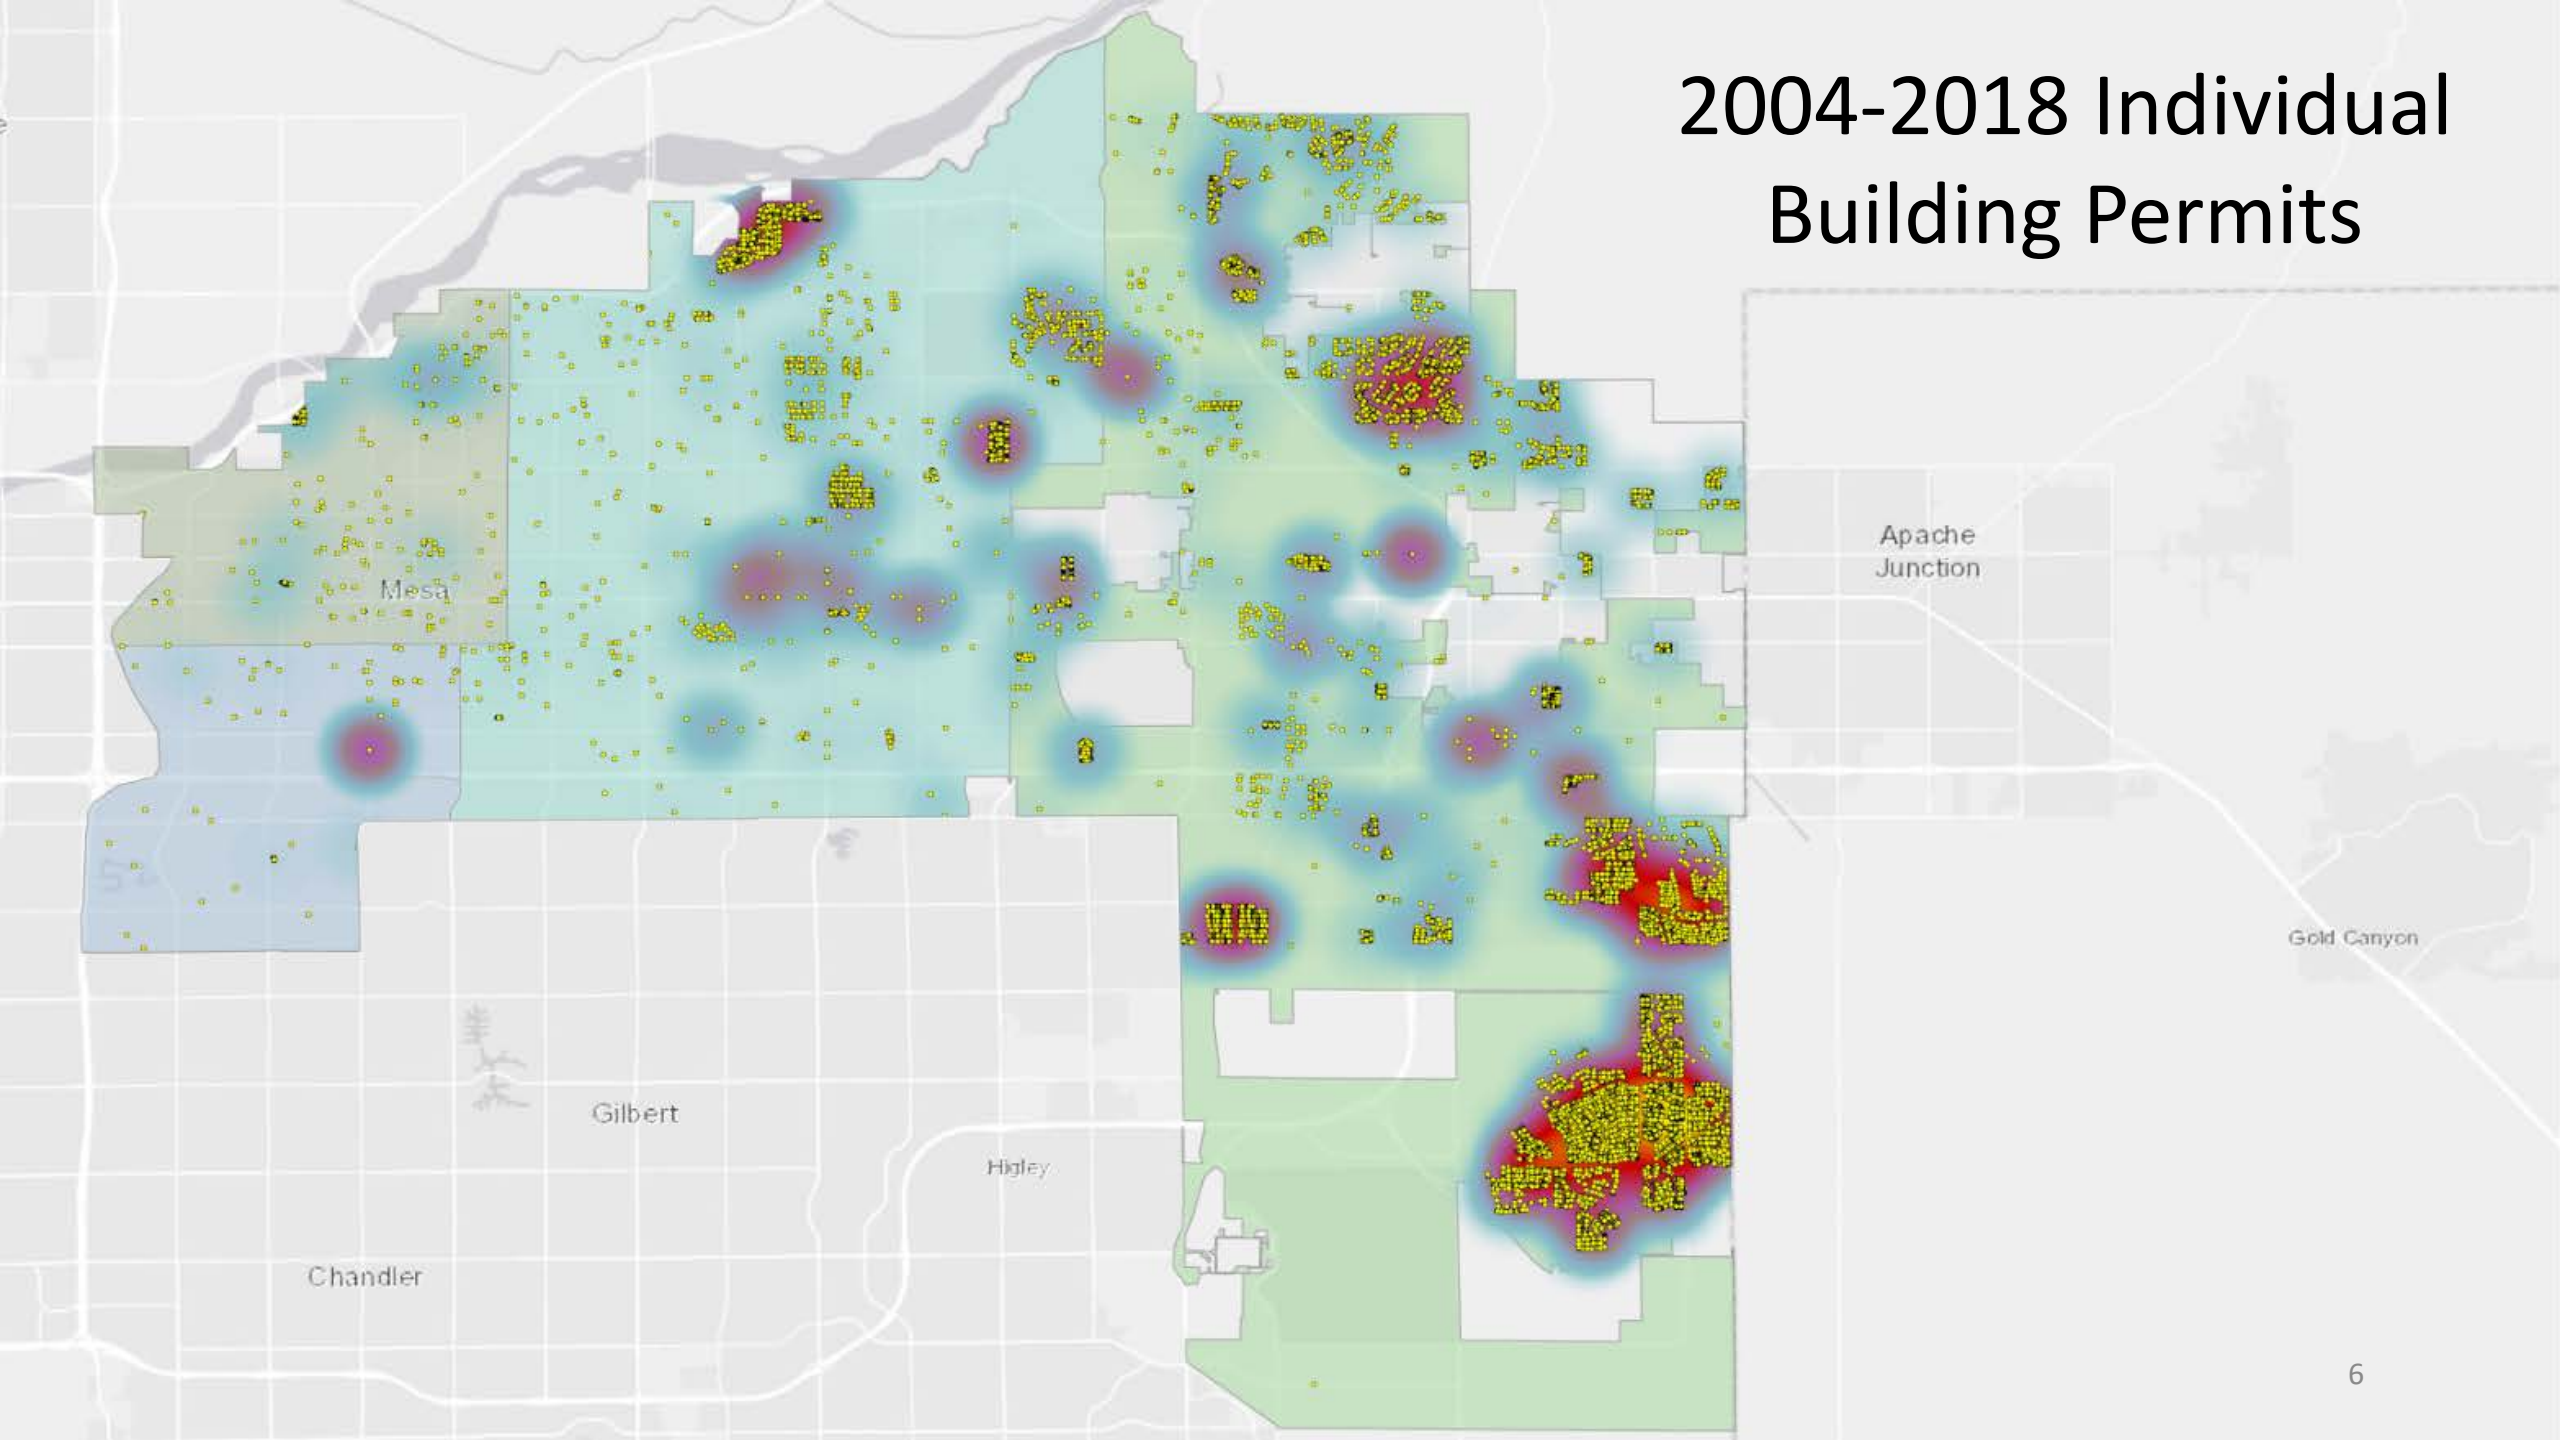 2004-2018 Individual
Building Permits
Mesa
Apache
Junction
Gold Canyon
Gilbert
Higley
Chandler
6